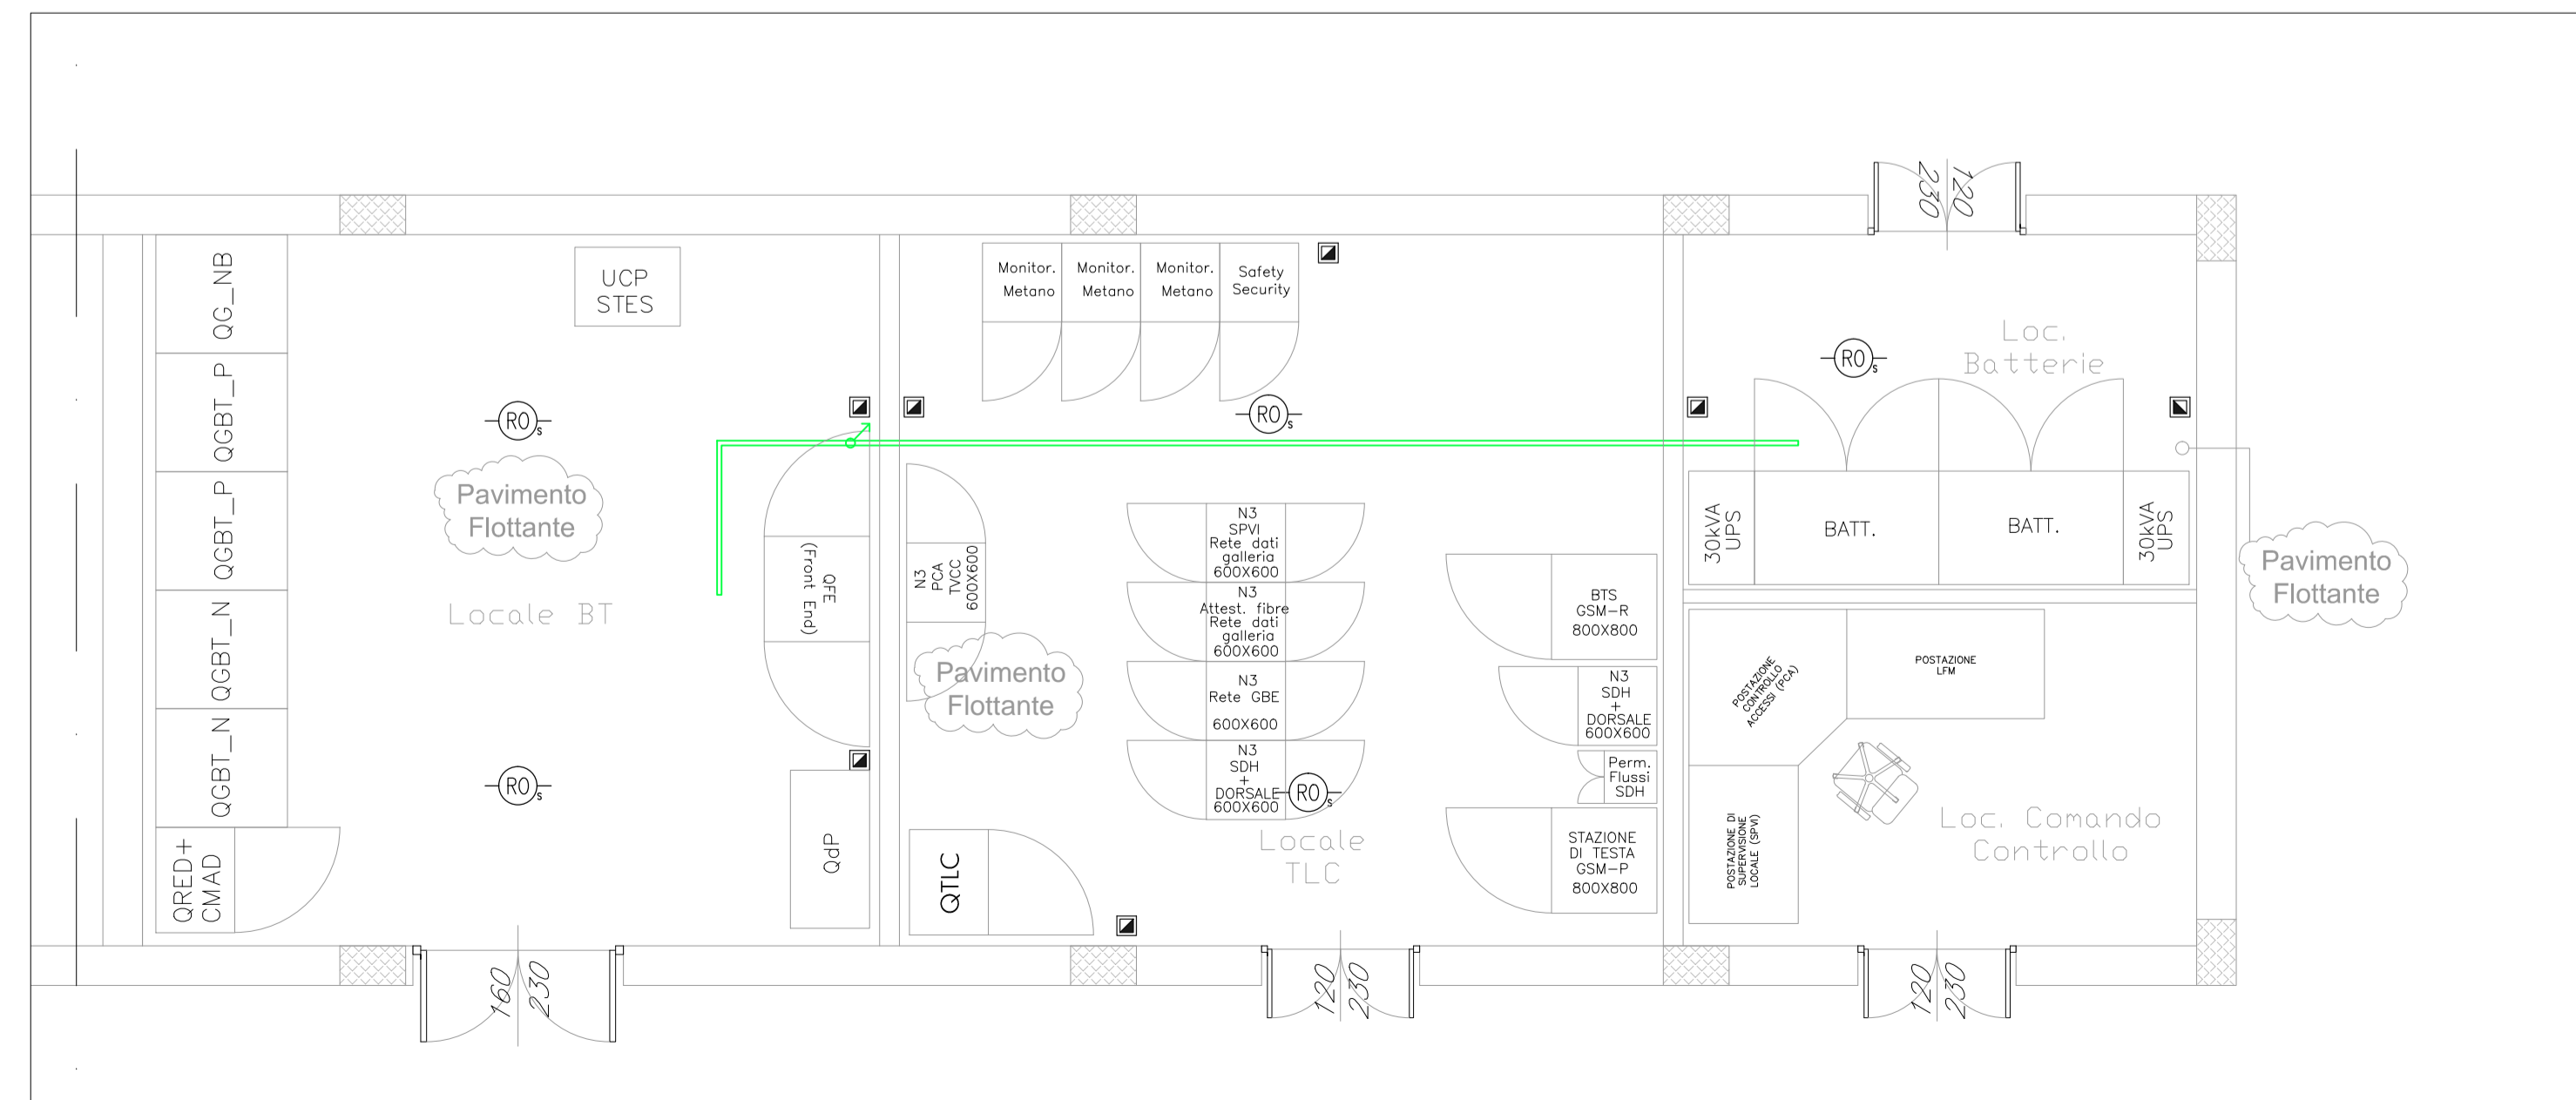 230
120
QG_NB
QGBT_P
QGBT_P
QGBT_N
QGBT_N
QRED+
CMAD
UCP
STES
R0
s
Pavimento
Flottante
Locale BT
R0
s
QFE
(Front End)
QdP
160
230
Monitor.
Metano
Monitor.
Metano
Monitor.
Metano
Safety
Security
R0
s
N3
PCA
TVCC
600X600
Pavimento
Flottante
QTLC
N3
SPVI
Rete dati
galleria
600X600
N3
Attest. fibre
Rete dati
galleria
600X600
N3
Rete GBE
600X600
N3
SDH
+
DORSALE
600X600
R0
s
Locale
TLC
BTS
GSM-R
800X800
N3
SDH
+
DORSALE
600X600
Perm.
Flussi
SDH
STAZIONE
DI TESTA
GSM-P
800X800
120
230
Loc.
Batterie
R0
s
30kVA
UPS
BATT.
BATT.
30kVA
UPS
Pavimento
Flottante
POSTAZIONE
CONTROLLO
ACCESSI (PCA)
POSTAZIONE
LFM
POSTAZIONE DI
SUPERVISIONE
LOCALE (SPVI)
Loc. Comando
Controllo
120
230